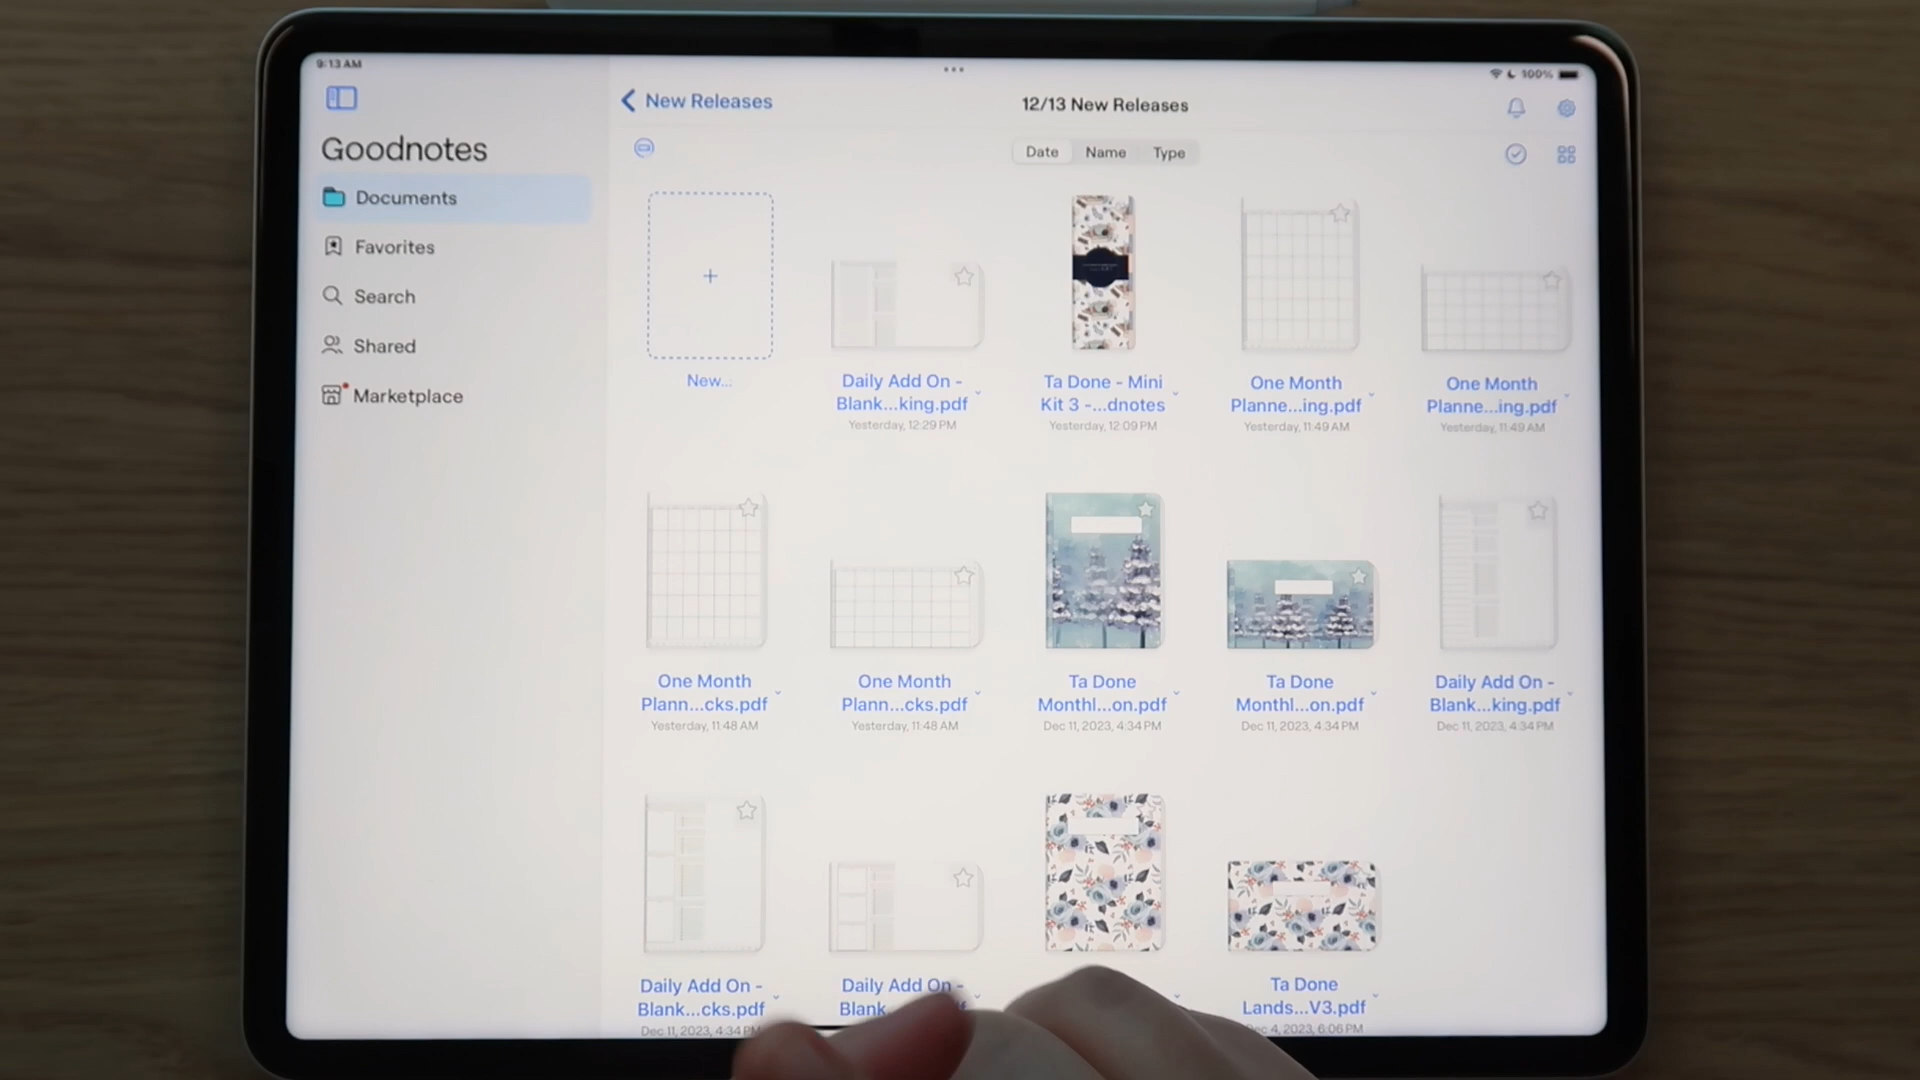 9:13 AM
100%
New Releases
12/13 New Releases
Goodnotes
Date
Name
Type
Documents
Favorites
Search
Shared
Marketplace
New...
Daily Add On -
Blank...king.pdf
Yesterday, 12:29 PM
Ta Done - Mini
Kit 3 -...dnotes
Yesterday, 12:09 PM
One Month
Planne...ing.pdf
Yesterday, 11:49 AM
One Month
Planne...ing.pdf
Yesterday, 11:49 AM
One Month
Plann...cks.pdf
Yesterday, 11:48 AM
One Month
Plann...cks.pdf
Yesterday, 11:48 AM
Ta Done
Monthl...on.pdf
Dec 11, 2023, 4:34 PM
Ta Done
Monthl...on.pdf
Dec 11, 2023, 4:34 PM
Daily Add On -
Blank...king.pdf
Dec 11, 2023, 4:34 PM
Daily Add On -
Blank...cks.pdf
Dec 11, 2023, 4:34 PM
Daily Add On -
Blank
Ta Done
Lands...V3.pdf
4, 2023, 6:06 PM